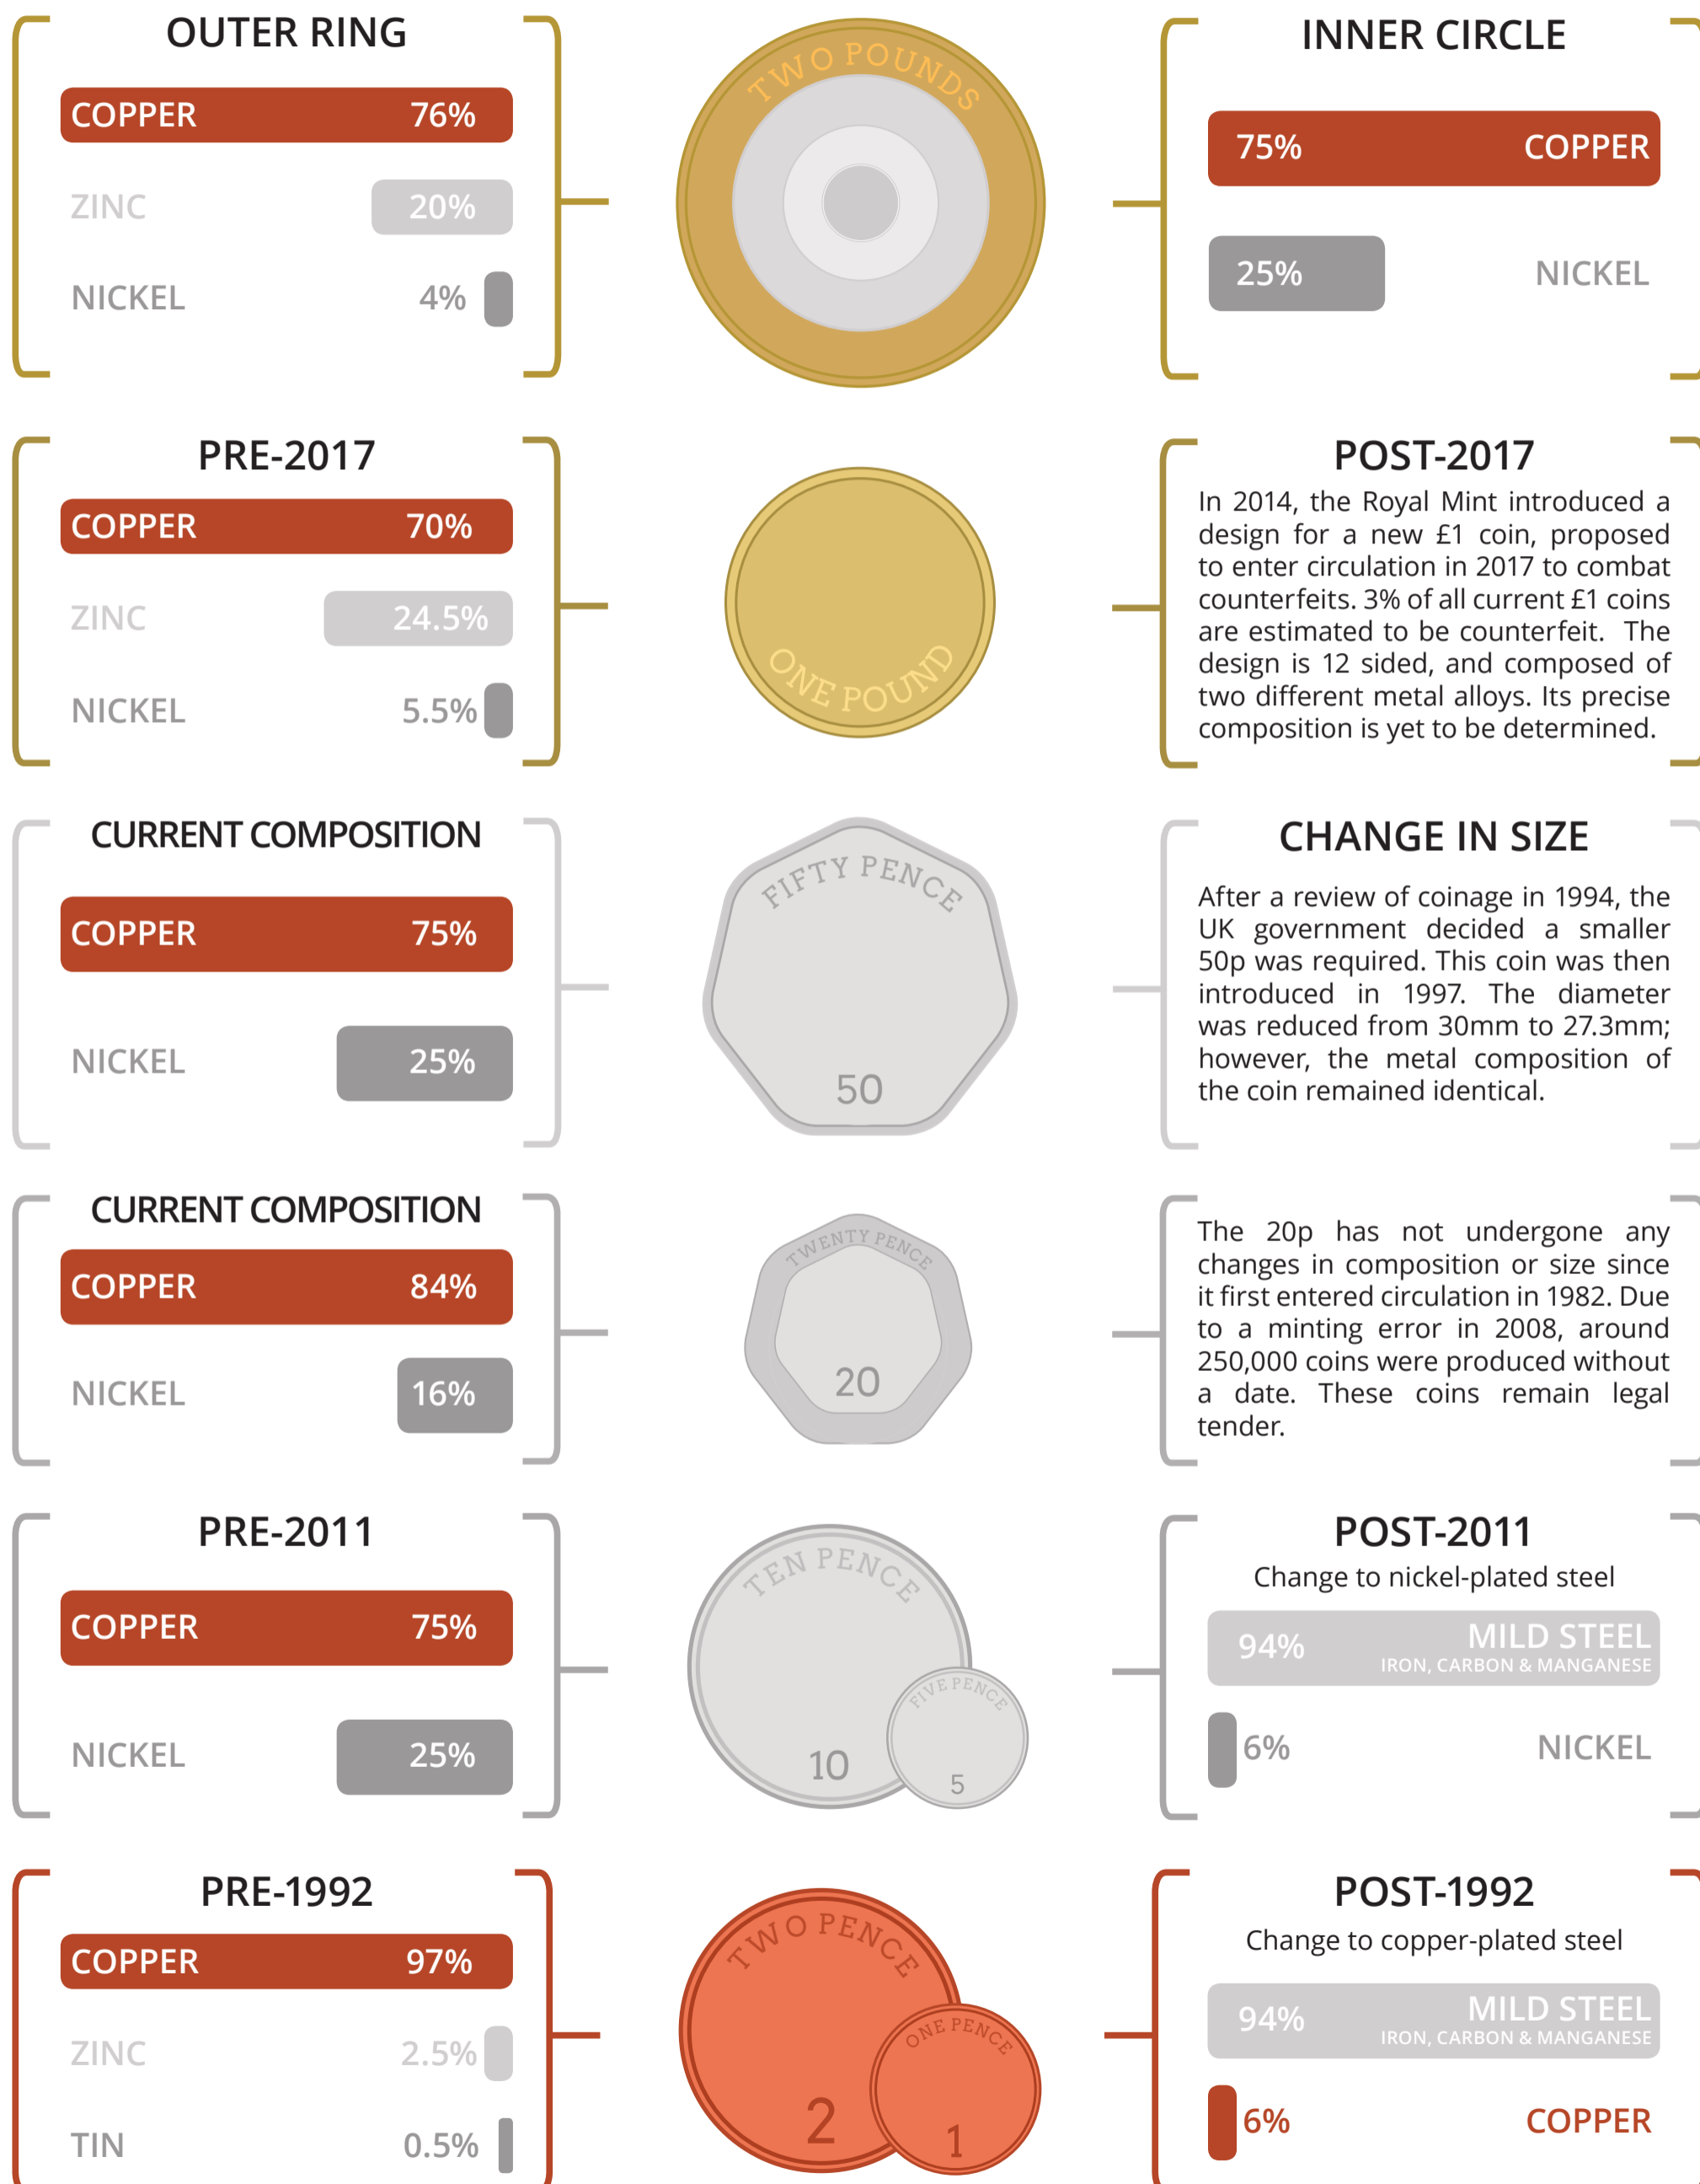 OUTER RING
COPPER 76%
ZINC 20%
NICKEL 4%
TWO POUNDS
INNER CIRCLE
75% COPPER
25% NICKEL
PRE-2017
COPPER 70%
ZINC 24.5%
NICKEL 5.5%
ONE POUND
POST-2017
In 2014, the Royal Mint introduced a
design for a new £1 coin, proposed
to enter circulation in 2017 to combat
counterfeits. 3% of all current £1 coins
are estimated to be counterfeit. The
design is 12 sided, and composed of
two different metal alloys. Its precise
composition is yet to be determined.
CURRENT COMPOSITION
COPPER 75%
NICKEL 25%
FIFTY PENCE
50
CHANGE IN SIZE
After a review of coinage in 1994, the
UK government decided a smaller
50p was required. This coin was then
introduced in 1997. The diameter
was reduced from 30mm to 27.3mm;
however, the metal composition of
the coin remained identical.
CURRENT COMPOSITION
COPPER 84%
NICKEL 16%
TWENTY PENCE
20
The 20p has not undergone any
changes in composition or size since
it first entered circulation in 1982. Due
to a minting error in 2008, around
250,000 coins were produced without
a date. These coins remain legal
tender.
PRE-2011
COPPER 75%
NICKEL 25%
TEN PENCE
10
FIVE PENCE
5
POST-2011
Change to nickel-plated steel
94% MILD STEEL
IRON, CARBON & MANGANESE
6% NICKEL
PRE-1992
COPPER 97%
ZINC 2.5%
TIN 0.5%
TWO PENCE
2
ONE PENCE
1
POST-1992
Change to copper-plated steel
94% MILD STEEL
IRON, CARBON & MANGANESE
6% COPPER